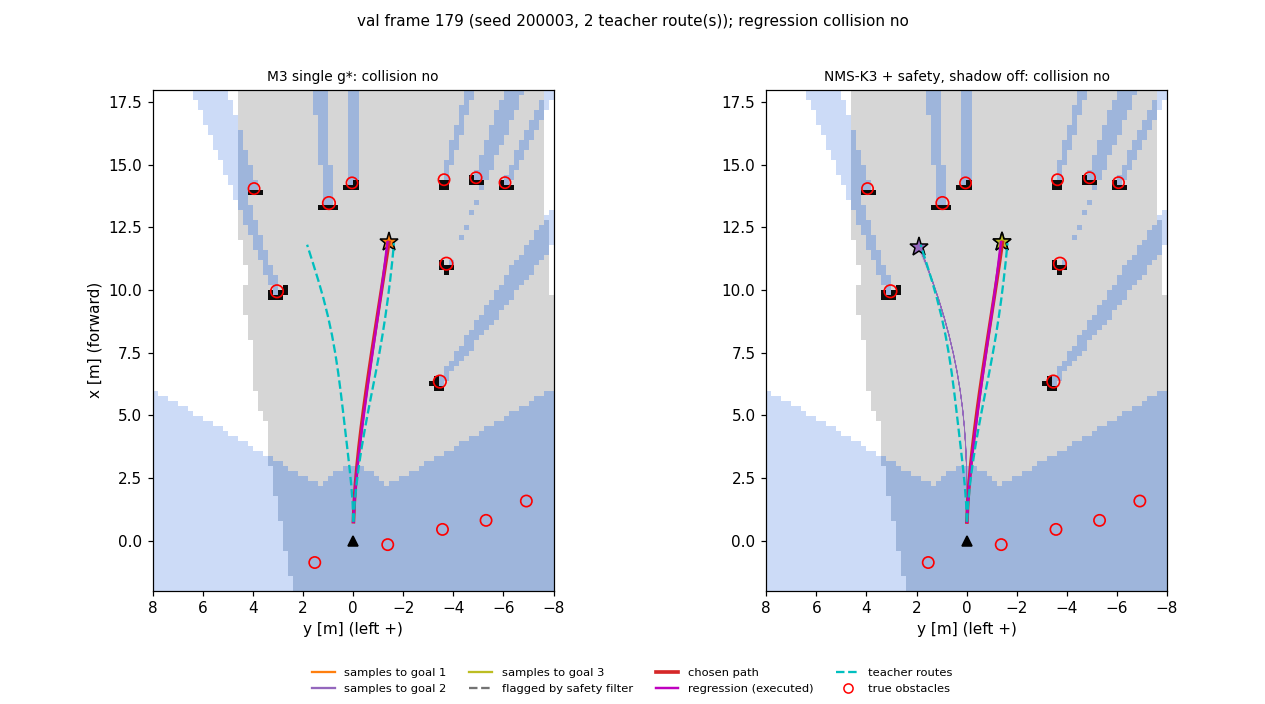 val frame 179 (seed 200003, 2 teacher route(s)); regression collision no
M3 single g*: collision no
NMS-K3 + safety, shadow off: collision no
17.5
15.0
12.5
10.0
7.5
5.0
2.5
0.0
x [m] (forward)
8 6 4 2 0 −2 −4 −6 −8
y [m] (left +)
17.5
15.0
12.5
10.0
7.5
5.0
2.5
0.0
8 6 4 2 0 −2 −4 −6 −8
y [m] (left +)
samples to goal 1
samples to goal 2
samples to goal 3
flagged by safety filter
chosen path
regression (executed)
teacher routes
true obstacles